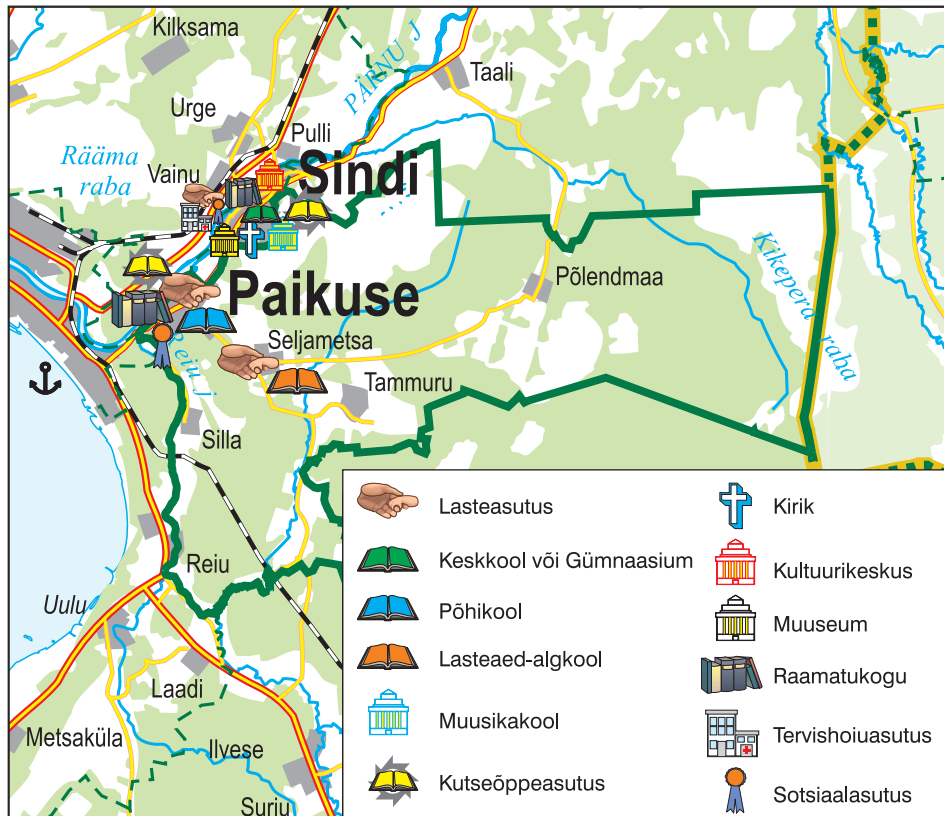 Kilksama
PÄRNU J
Taali
Urge
Pulli
Rääma
raba
Vainu
Sindi
Põlendmaa
Kikepera raba
Paikuse
Reiu j
Seljametsa
Tammuru
Silla
Reiu
Uulu
Laadi
Metsaküla
Ilvese
Suriu
Lasteasutus
Keskkool või Gümnaasium
Põhikool
Lasteaed-algkool
Muusikakool
Kutseõppeasutus
Kirik
Kultuurikeskus
Muuseum
Raamatukogu
Tervishoiuasutus
Sotsiaalasutus